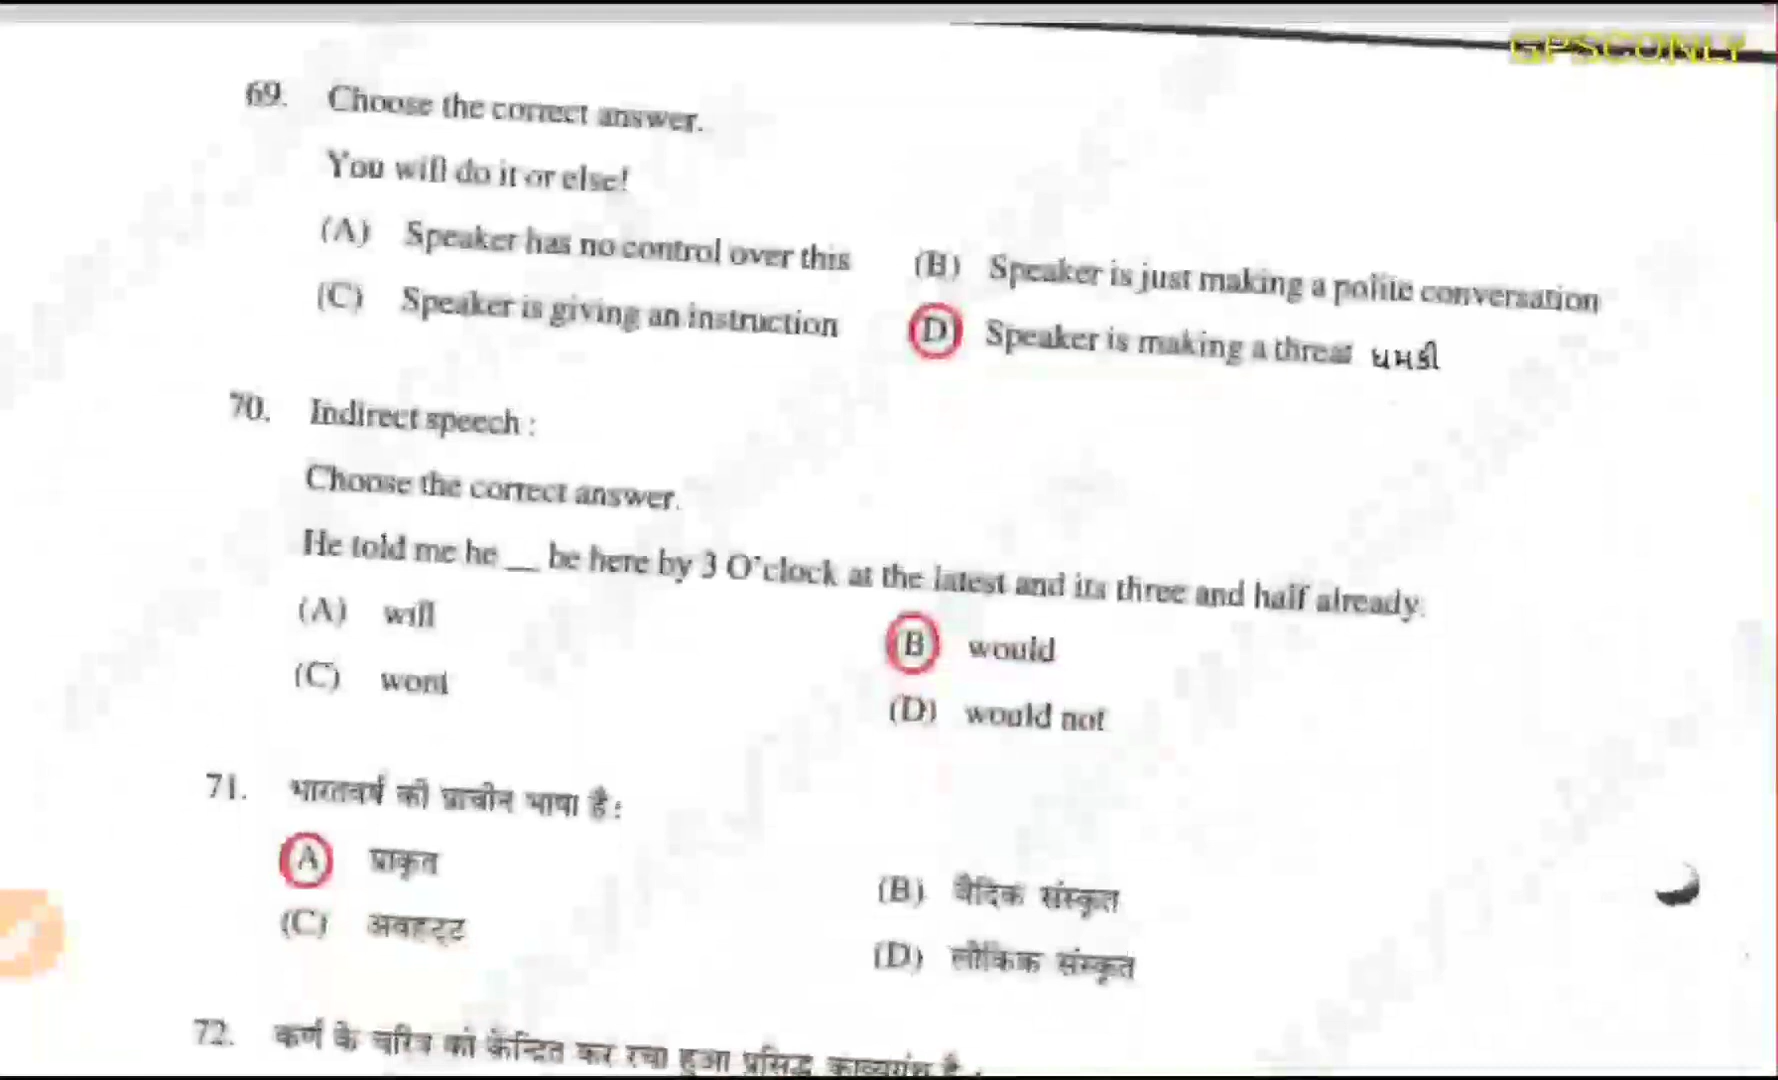 GPSCONLY
69. Choose the correct answer.
You will do it or else!
(A) Speaker has no control over this (B) Speaker is just making a polite conversation
(C) Speaker is giving an instruction (D) Speaker is making a threat ધમકી
70. Indirect speech :
Choose the correct answer.
He told me he __ be here by 3 O'clock at the latest and its three and half already.
(A) will (B) would
(C) wont (D) would not
71. भारतवर्ष की प्राचीन भाषा है :
(A) प्राकृत (B) वैदिक संस्कृत
(C) अवहट्ट (D) लौकिक संस्कृत
72. कर्ण के चरित्र को केन्द्रित कर रचा हुआ प्रसिद्ध काव्यग्रंथ है :